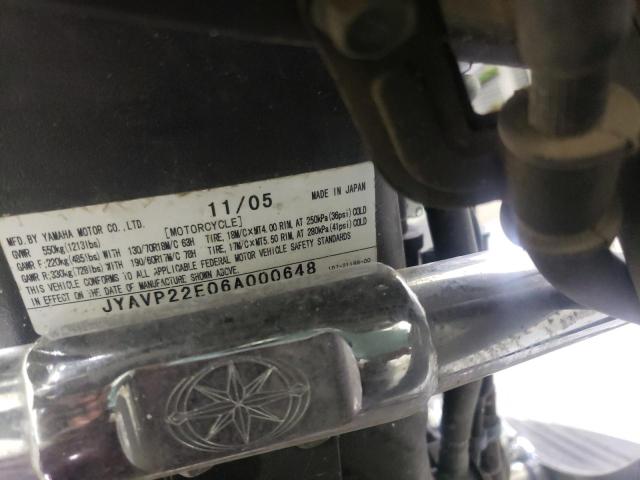 11/05 MADE IN JAPAN
MFD.BY YAMAHA MOTOR CO.,LTD. [MOTORCYCLE]
GVWR 550kg(1213lbs)
GAWR F:220kg(485lbs) WITH 130/70R18M/C 63H TIRE, 18M/C×MT4.00 RIM, AT 250kPa(36psi) COLD
GAWR R:330kg(728lbs) WITH 190/60R17M/C 78H TIRE, 17M/C×MT5.50 RIM, AT 280kPa(41psi) COLD
THIS VEHICLE CONFORMS TO ALL APPLICABLE FEDERAL MOTOR VEHICLE SAFETY STANDARDS
IN EFFECT ON THE DATE OF MANUFACTURE SHOWN ABOVE.
JYAVP22E06A000648